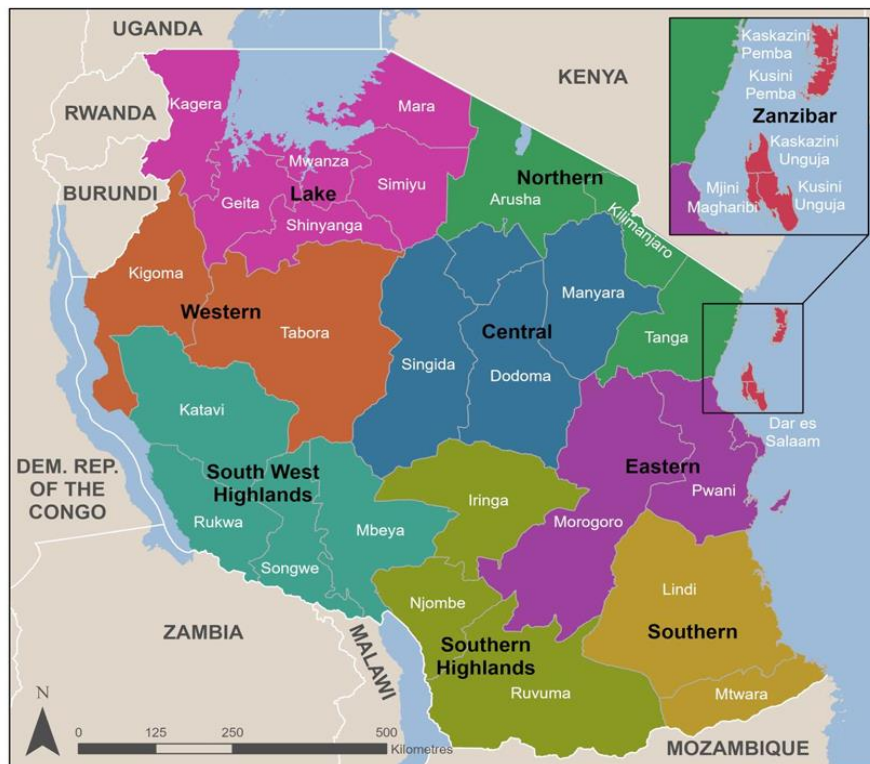 UGANDA
KENYA
RWANDA
BURUNDI
DEM. REP.
OF THE
CONGO
ZAMBIA
MALAWI
MOZAMBIQUE
Kaskazini
Pemba
Kusini
Pemba
Zanzibar
Kaskazini
Unguja
Mjini
Magharibi
Kusini
Unguja
Kagera
Mara
Mwanza
Lake
Geita
Simiyu
Shinyanga
Northern
Arusha
Kilimanjaro
Tanga
Kigoma
Western
Tabora
Manyara
Central
Singida
Dodoma
Dar es
Salaam
Katavi
South West
Highlands
Rukwa
Mbeya
Songwe
Iringa
Eastern
Pwani
Morogoro
Njombe
Southern
Highlands
Ruvuma
Lindi
Southern
Mtwara
N
0 125 250 500
Kilometres